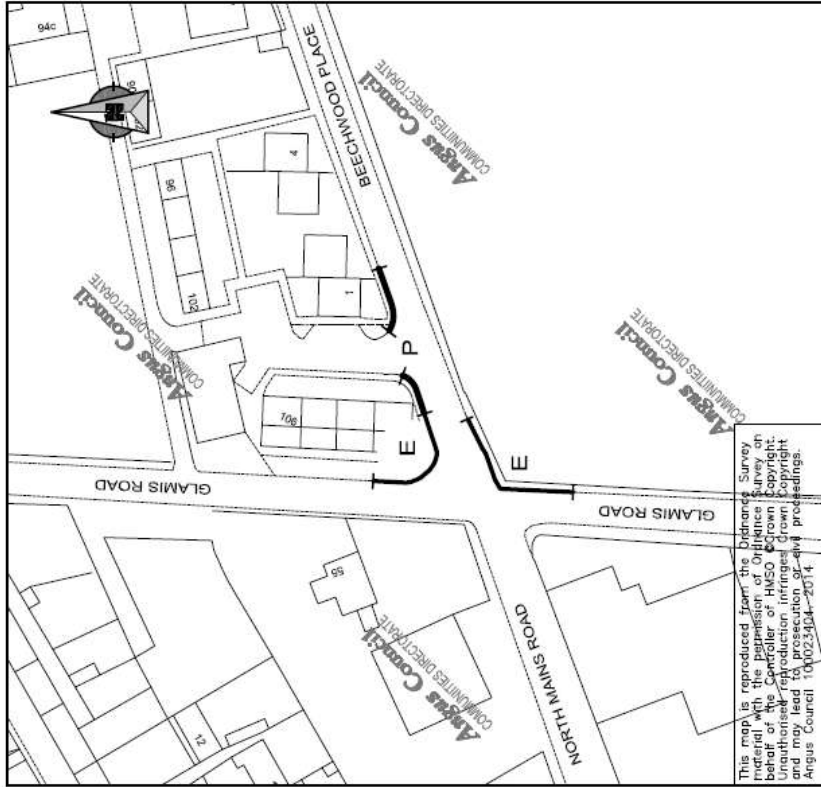 94c
BEECHWOOD PLACE
Angus Council
COMMUNITIES DIRECTORATE
96
4
102
Angus Council
COMMUNITIES DIRECTORATE
1
P
106
E
GLAMIS ROAD
E
Angus Council
COMMUNITIES DIRECTORATE
GLAMIS ROAD
55
Angus Council
COMMUNITIES DIRECTORATE
NORTH MAINS ROAD
12
This map is reproduced from the Ordnance Survey
material with the permission of Ordnance Survey on
behalf of the Controller of HMSO © Crown Copyright.
Unauthorised reproduction infringes Crown Copyright
and may lead to prosecution or civil proceedings.
Angus Council 100023404, 2014